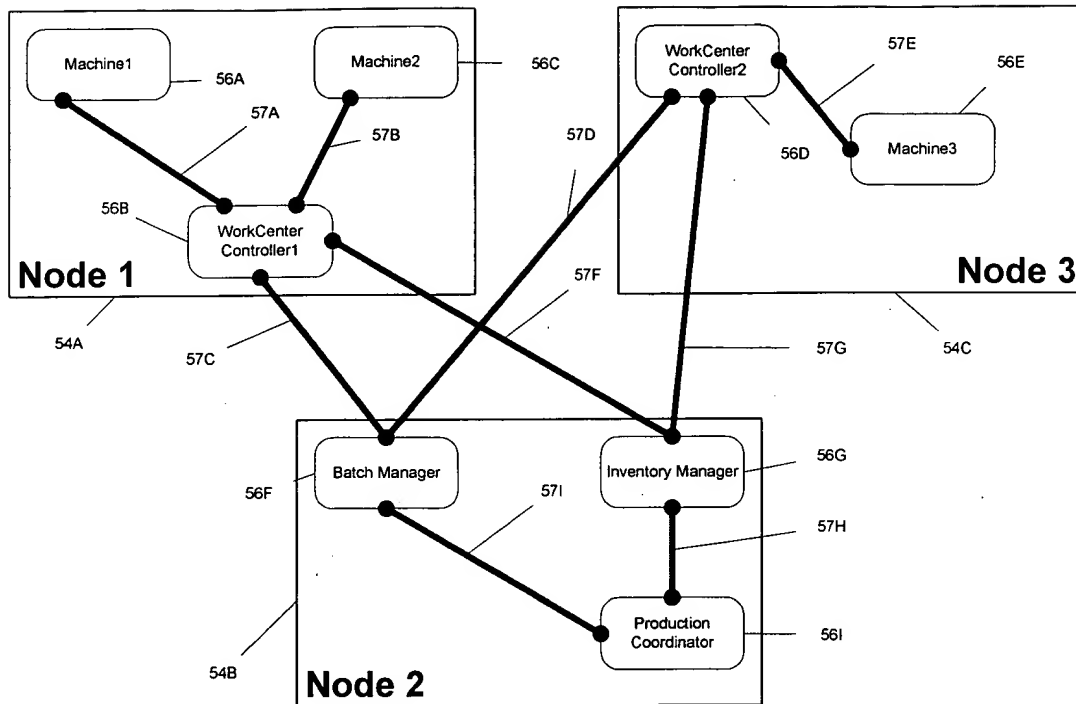 Machine1
56A
Machine2
56C
57A
57B
56B
WorkCenter
Controller1
Node 1
54A
57C
57D
57F
WorkCenter
Controller2
57E
56E
56D
Machine3
Node 3
54C
57G
Batch Manager
56F
57I
Inventory Manager
56G
57H
Production
Coordinator
56I
54B
Node 2